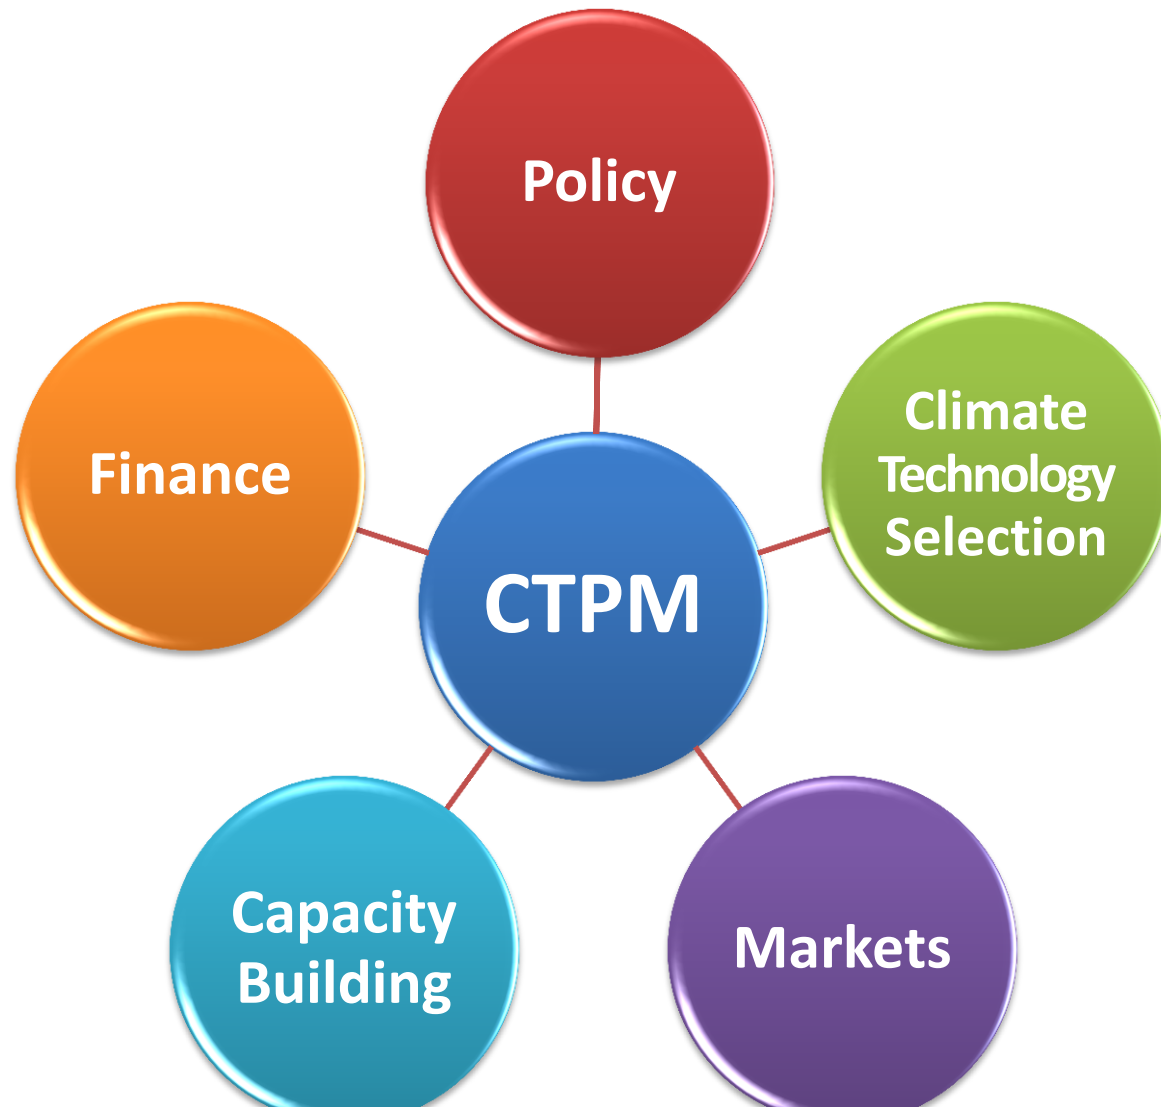 Policy
Finance
Climate
Technology
Selection
CTPM
Capacity
Building
Markets